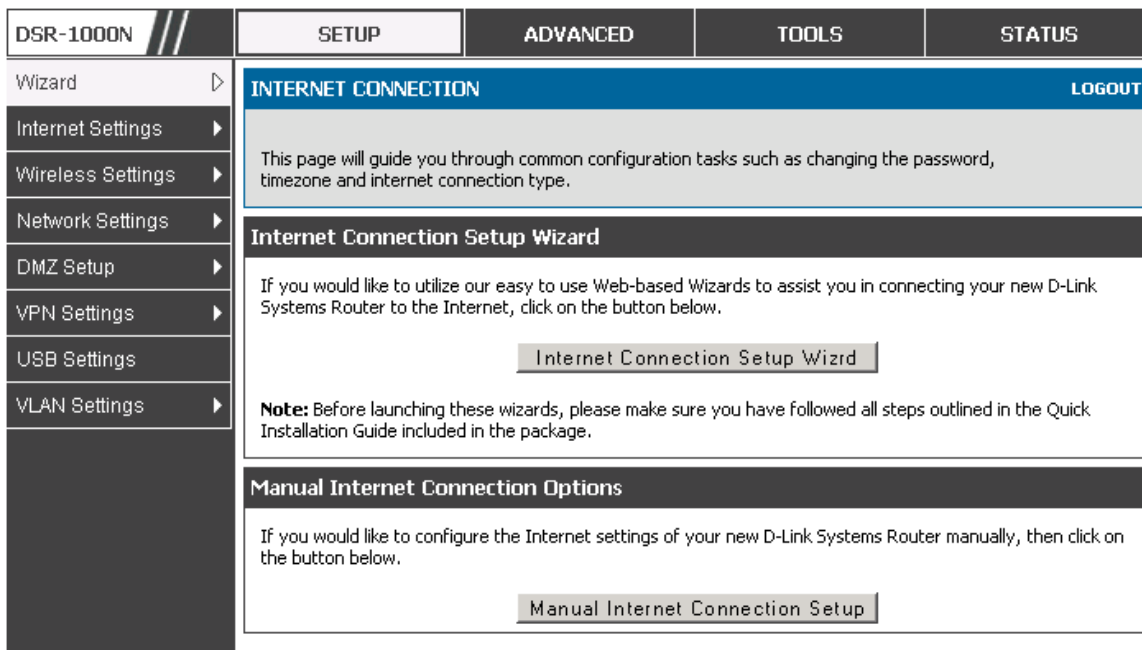 DSR-1000N
SETUP
ADVANCED
TOOLS
STATUS
Wizard
Internet Settings
Wireless Settings
Network Settings
DMZ Setup
VPN Settings
USB Settings
VLAN Settings
INTERNET CONNECTION
LOGOUT
This page will guide you through common configuration tasks such as changing the password,
timezone and internet connection type.
Internet Connection Setup Wizard
If you would like to utilize our easy to use Web-based Wizards to assist you in connecting your new D-Link
Systems Router to the Internet, click on the button below.
Internet Connection Setup Wizrd
Note: Before launching these wizards, please make sure you have followed all steps outlined in the Quick
Installation Guide included in the package.
Manual Internet Connection Options
If you would like to configure the Internet settings of your new D-Link Systems Router manually, then click on
the button below.
Manual Internet Connection Setup